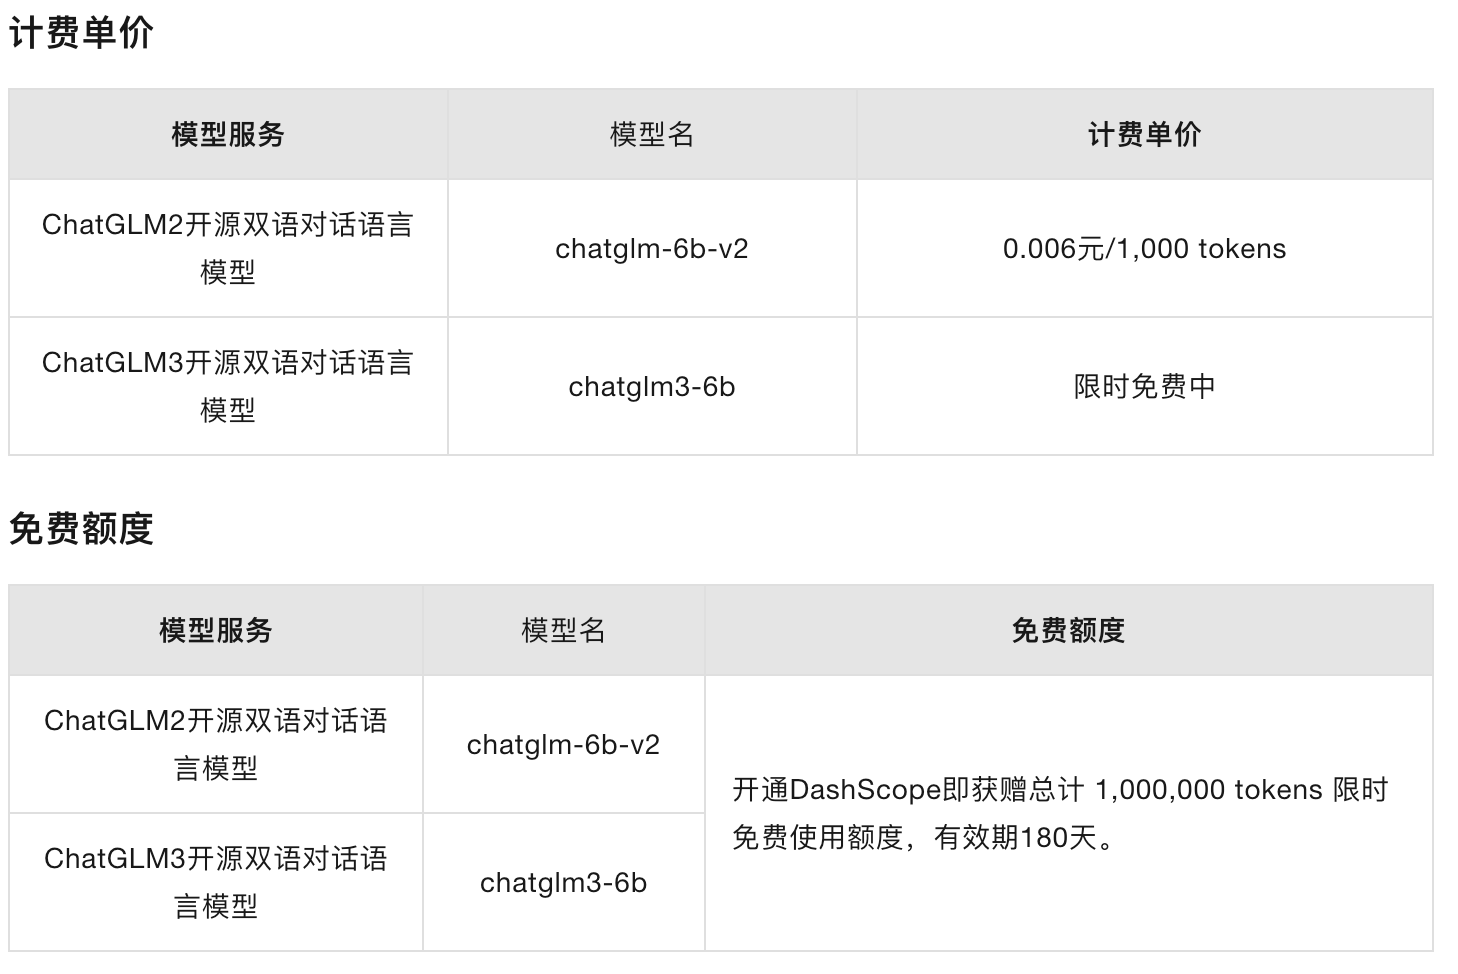 计费单价
模型服务
模型名
计费单价
ChatGLM2开源双语对话语言
模型
chatglm-6b-v2
0.006元/1,000 tokens
ChatGLM3开源双语对话语言
模型
chatglm3-6b
限时免费中
免费额度
模型服务
模型名
免费额度
ChatGLM2开源双语对话语
言模型
chatglm-6b-v2
开通DashScope即获赠总计 1,000,000 tokens 限时
免费使用额度，有效期180天。
ChatGLM3开源双语对话语
言模型
chatglm3-6b